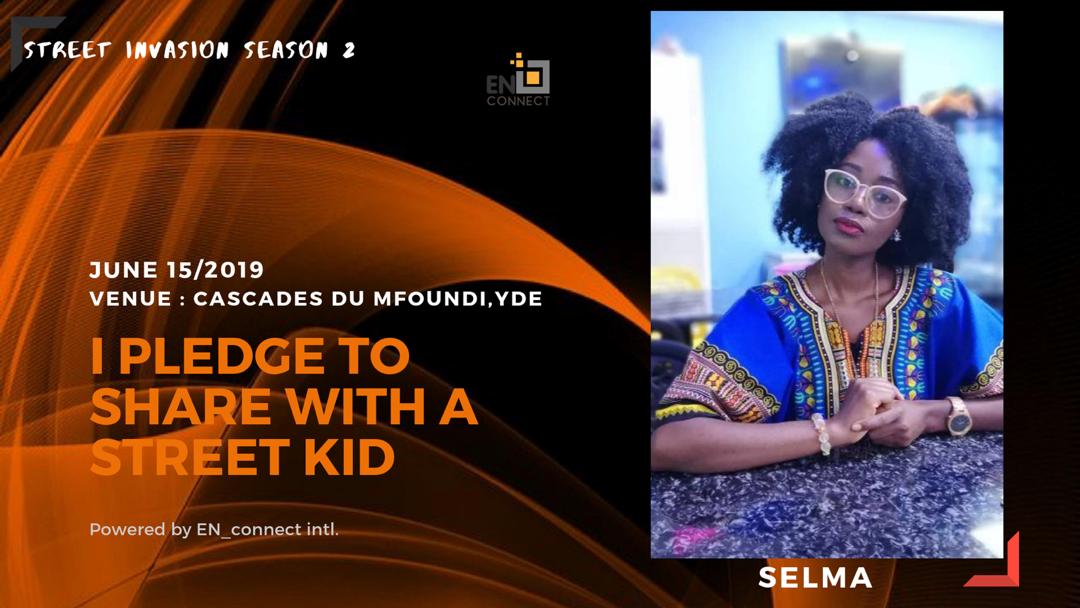 STREET INVASION SEASON 2
EN
CONNECT
JUNE 15/2019
VENUE : CASCADES DU MFOUNDI,YDE
I PLEDGE TO
SHARE WITH A
STREET KID
Powered by EN_connect intl.
SELMA